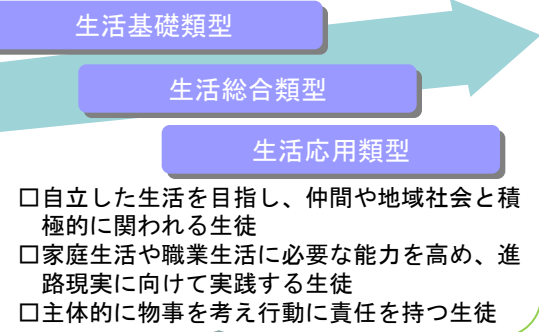 生活基礎類型
生活総合類型
生活応用類型
□自立した生活を目指し、仲間や地域社会と積
極的に関われる生徒
□家庭生活や職業生活に必要な能力を高め、進
路現実に向けて実践する生徒
□主体的に物事を考え行動に責任を持つ生徒